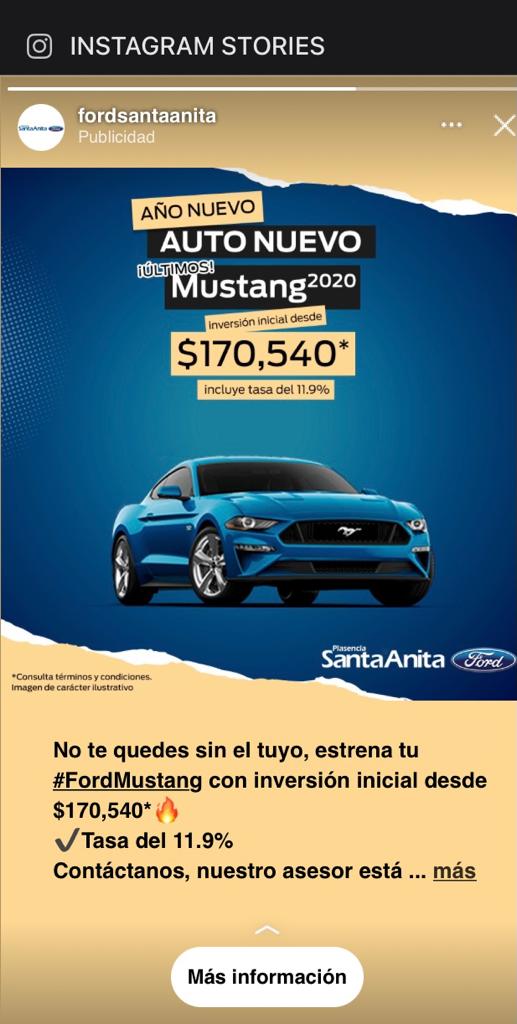 INSTAGRAM STORIES
fordsantaanita
Publicidad
AÑO NUEVO
AUTO NUEVO
¡ÚLTIMOS!
Mustang2020
Inversión inicial desde
$170,540*
incluye tasa del 11.9%
Plasencia
SantaAnita Ford
*Consulta términos y condiciones.
Imagen de carácter ilustrativo
No te quedes sin el tuyo, estrena tu
#FordMustang con inversión inicial desde
$170,540*🔥
✔Tasa del 11.9%
Contáctanos, nuestro asesor está ... más
Más información